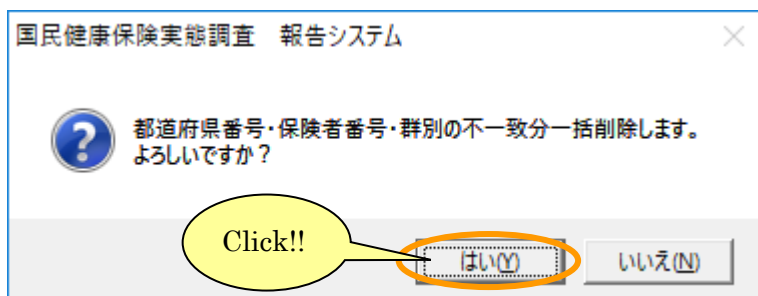 国民健康保険実態調査　報告システム
都道府県番号・保険者番号・群別の不一致分一括削除します。
よろしいですか？
Click!!
はい(Y)
いいえ(N)